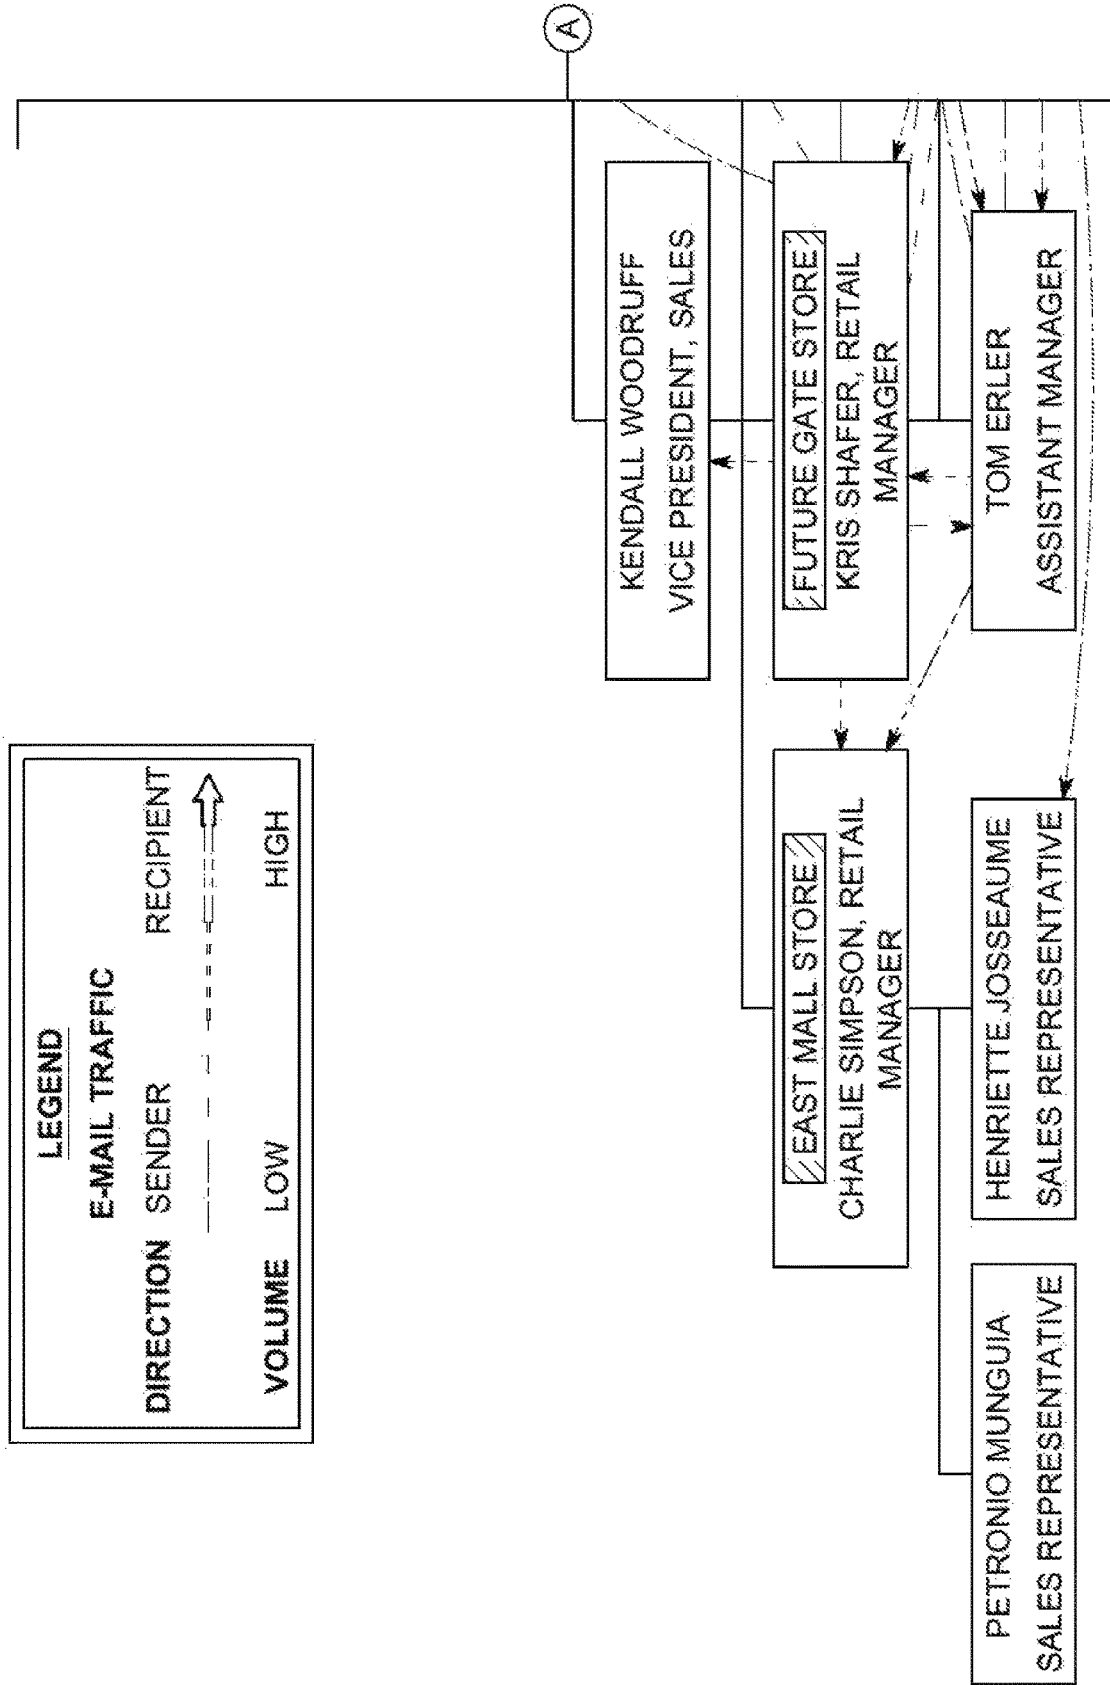 LEGEND
E-MAIL TRAFFIC
DIRECTION SENDER RECIPIENT
VOLUME LOW HIGH
A
KENDALL WOODRUFF
VICE PRESIDENT, SALES
EAST MALL STORE
CHARLIE SIMPSON, RETAIL
MANAGER
FUTURE GATE STORE
KRIS SHAFER, RETAIL
MANAGER
PETRONIO MUNGUIA
SALES REPRESENTATIVE
HENRIETTE JOSSEAUME
SALES REPRESENTATIVE
TOM ERLER
ASSISTANT MANAGER